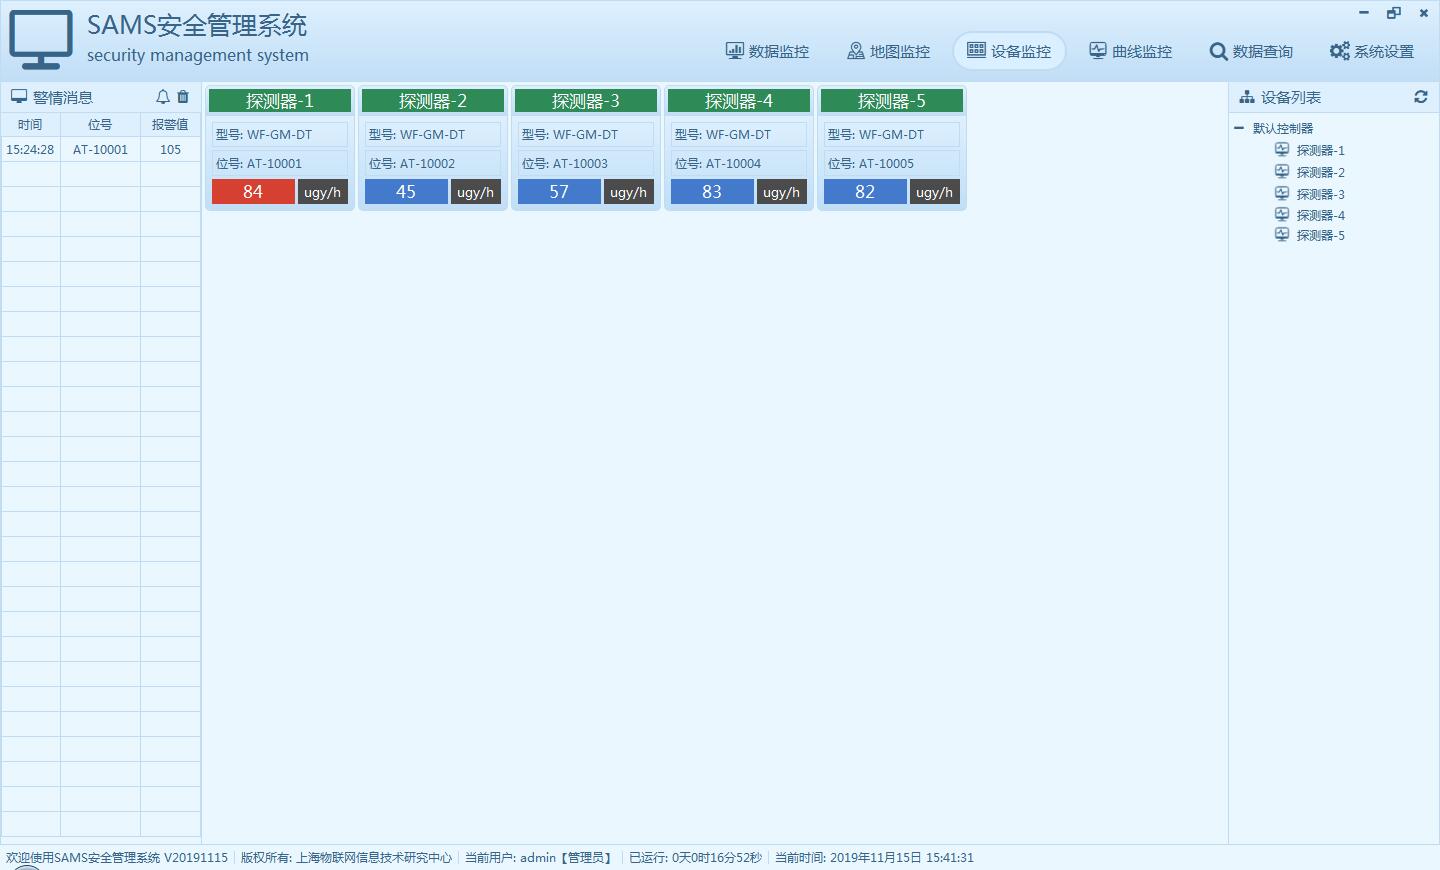 SAMS安全管理系统
security management system
数据监控 地图监控 设备监控 曲线监控 数据查询 系统设置
警情消息
时间 位号 报警值
15:24:28 AT-10001 105
探测器-1
型号: WF-GM-DT
位号: AT-10001
84 ugy/h
探测器-2
型号: WF-GM-DT
位号: AT-10002
45 ugy/h
探测器-3
型号: WF-GM-DT
位号: AT-10003
57 ugy/h
探测器-4
型号: WF-GM-DT
位号: AT-10004
83 ugy/h
探测器-5
型号: WF-GM-DT
位号: AT-10005
82 ugy/h
设备列表
默认控制器
探测器-1
探测器-2
探测器-3
探测器-4
探测器-5
欢迎使用SAMS安全管理系统 V20191115 版权所有: 上海物联网信息技术研究中心 当前用户: admin【管理员】 已运行: 0天0时16分52秒 当前时间: 2019年11月15日 15:41:31